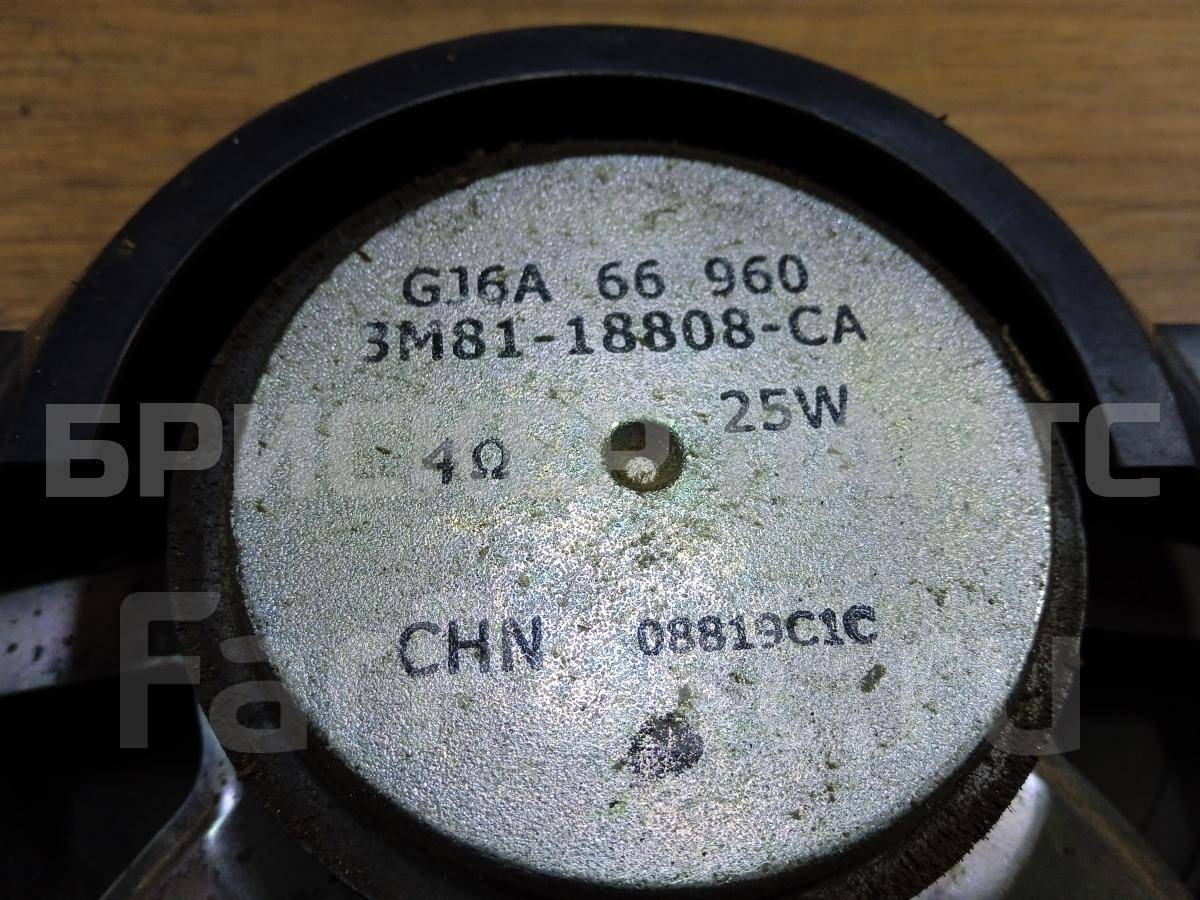 GJ6A 66 960
3M81-18808-CA
25W
4Ω
CHN 08819C1C